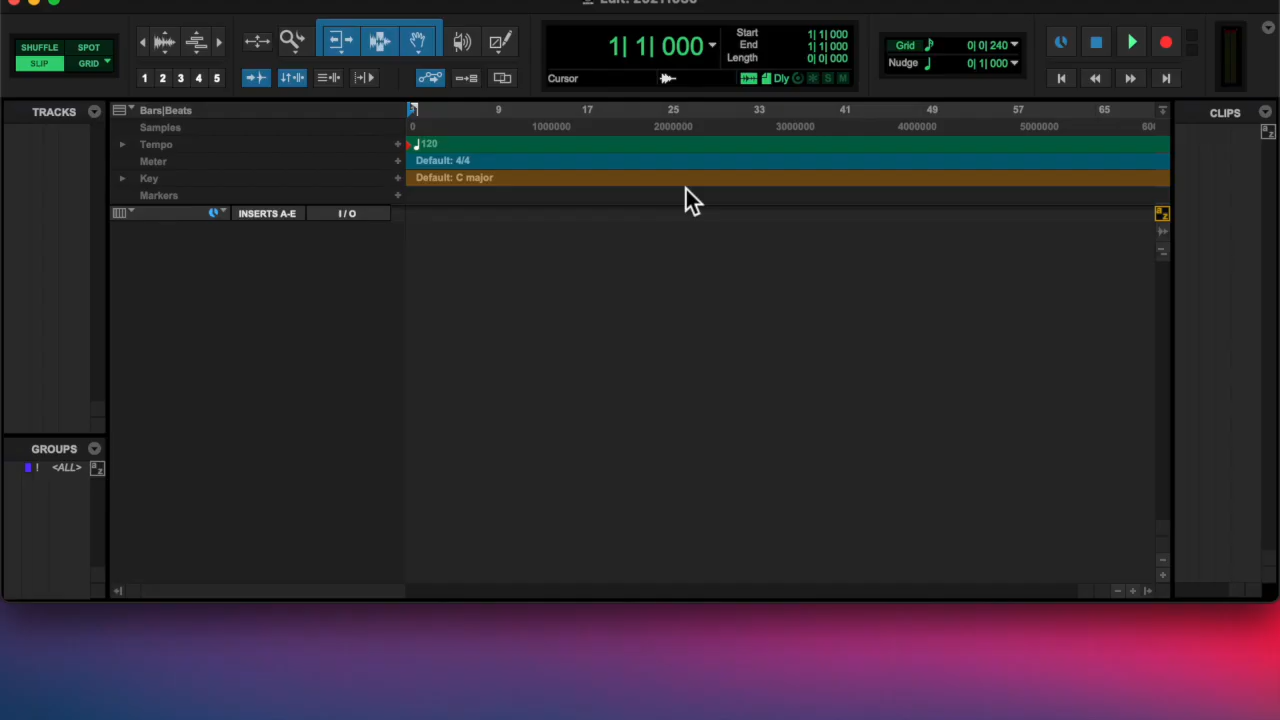 SHUFFLE SPOT
SLIP GRID
1 2 3 4 5
1| 1| 000
Cursor
Start 1| 1| 000
End 1| 1| 000
Length 0| 0| 000
Dly S M
Grid 0| 0| 240
Nudge 0| 1| 000
TRACKS
Bars|Beats
9 17 25 33 41 49 57 65
Samples
0 1000000 2000000 3000000 4000000 5000000
Tempo
120
Meter
Default: 4/4
Key
Default: C major
Markers
INSERTS A-E
I / O
CLIPS
a z
GROUPS
! <ALL>
a z
a z